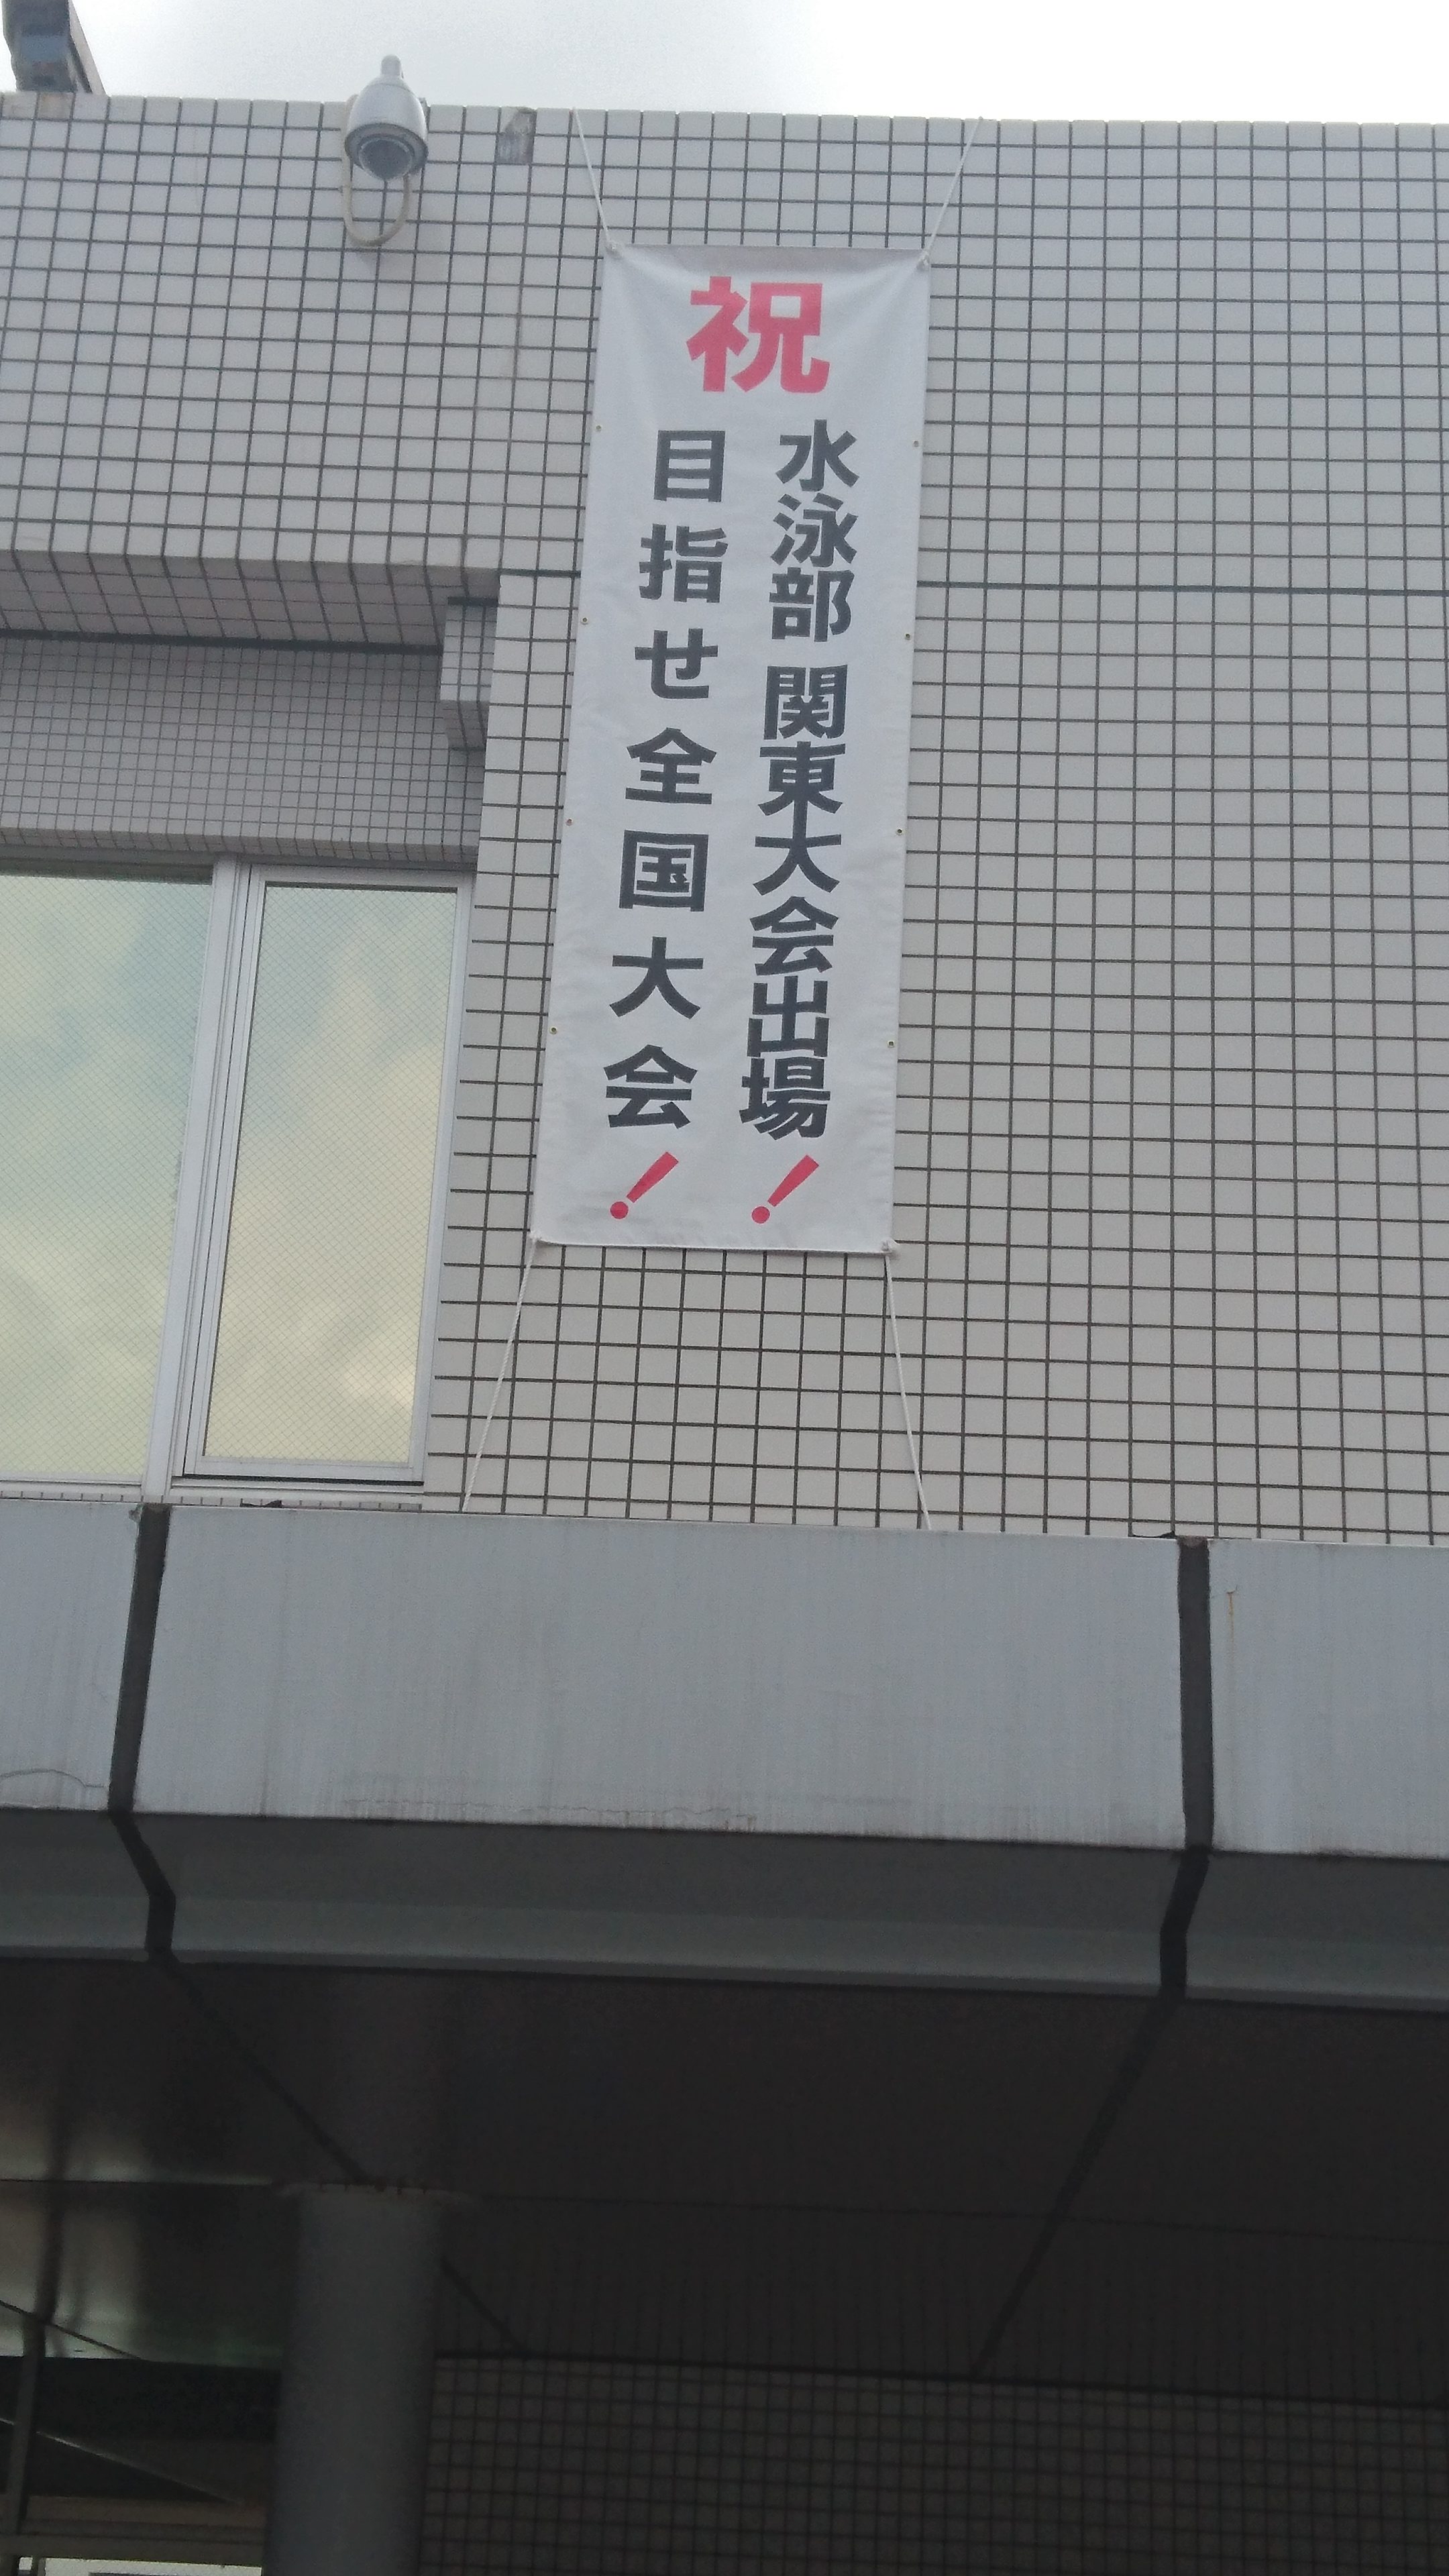 祝
水泳部 関東大会出場！
目指せ全国大会！